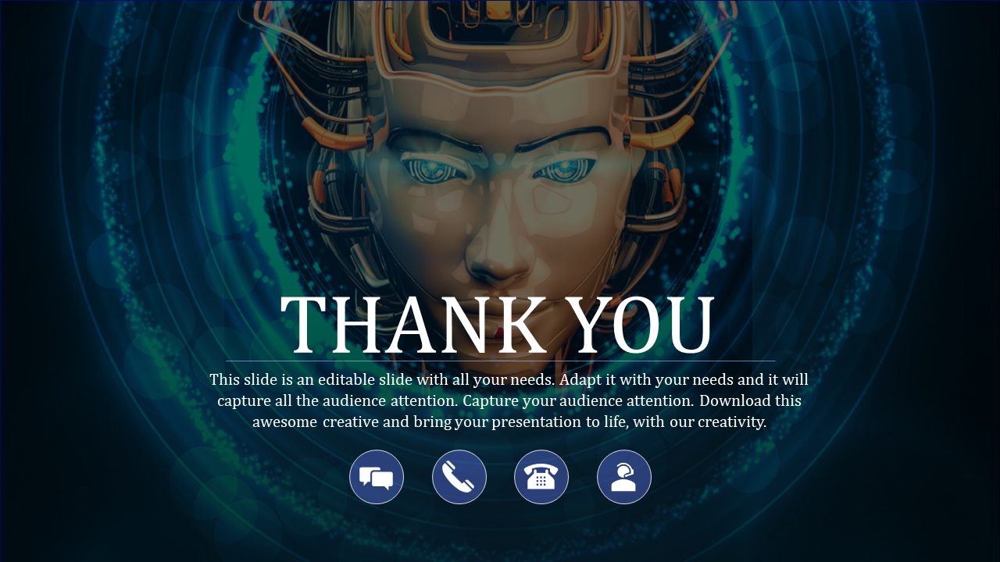 THANK YOU
This slide is an editable slide with all your needs. Adapt it with your needs and it will
capture all the audience attention. Capture your audience attention. Download this
awesome creative and bring your presentation to life, with our creativity.